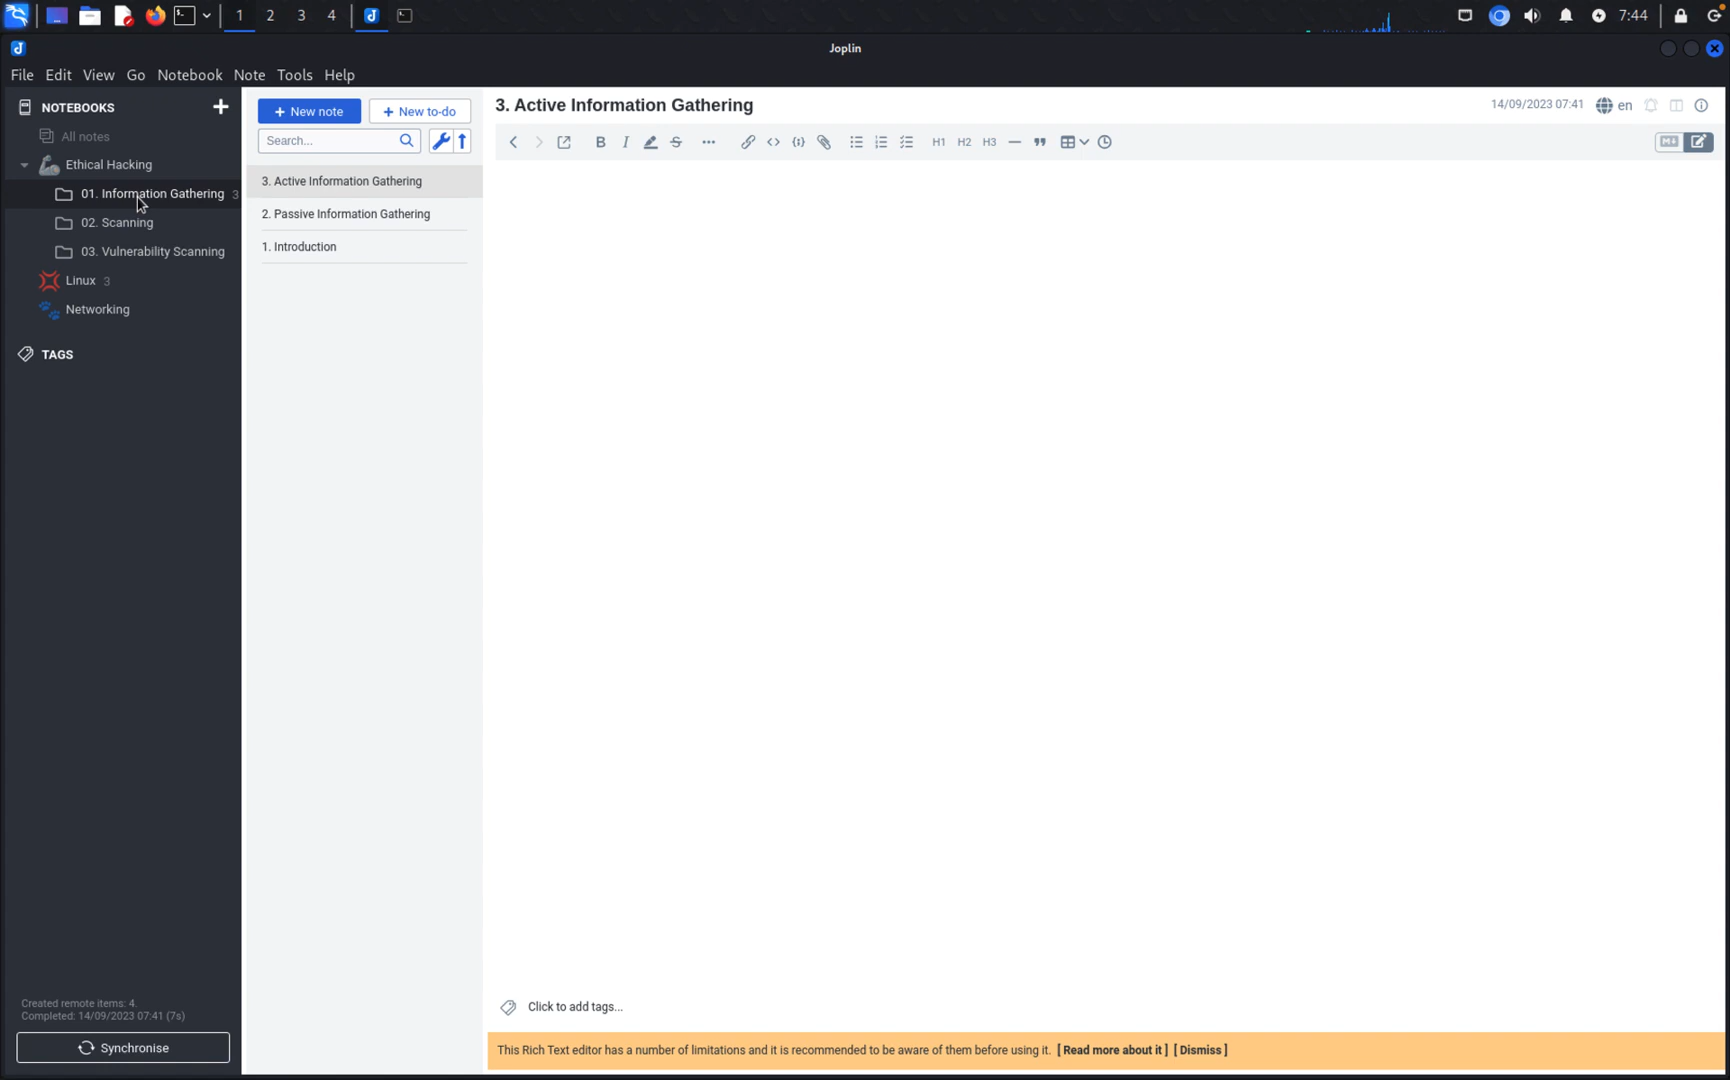 1 2 3 4 7:44
Joplin
File Edit View Go Notebook Note Tools Help
NOTEBOOKS
All notes
Ethical Hacking
01. Information Gathering 3
02. Scanning
03. Vulnerability Scanning
Linux 3
Networking
TAGS
Created remote items: 4.
Completed: 14/09/2023 07:41 (7s)
Synchronise
+ New note + New to-do
Search...
3. Active Information Gathering
2. Passive Information Gathering
1. Introduction
3. Active Information Gathering 14/09/2023 07:41 en
B I S H1 H2 H3
Click to add tags...
This Rich Text editor has a number of limitations and it is recommended to be aware of them before using it. [ Read more about it ] [ Dismiss ]